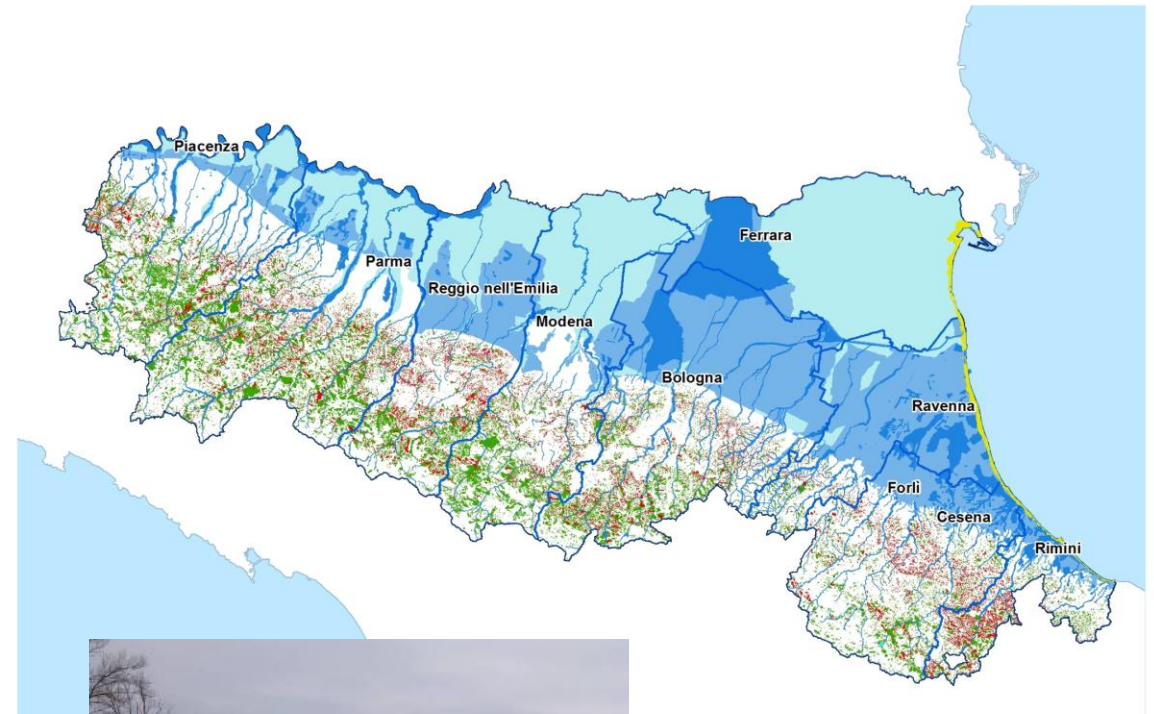 Piacenza
Parma
Reggio nell'Emilia
Modena
Ferrara
Bologna
Ravenna
Forlì
Cesena
Rimini